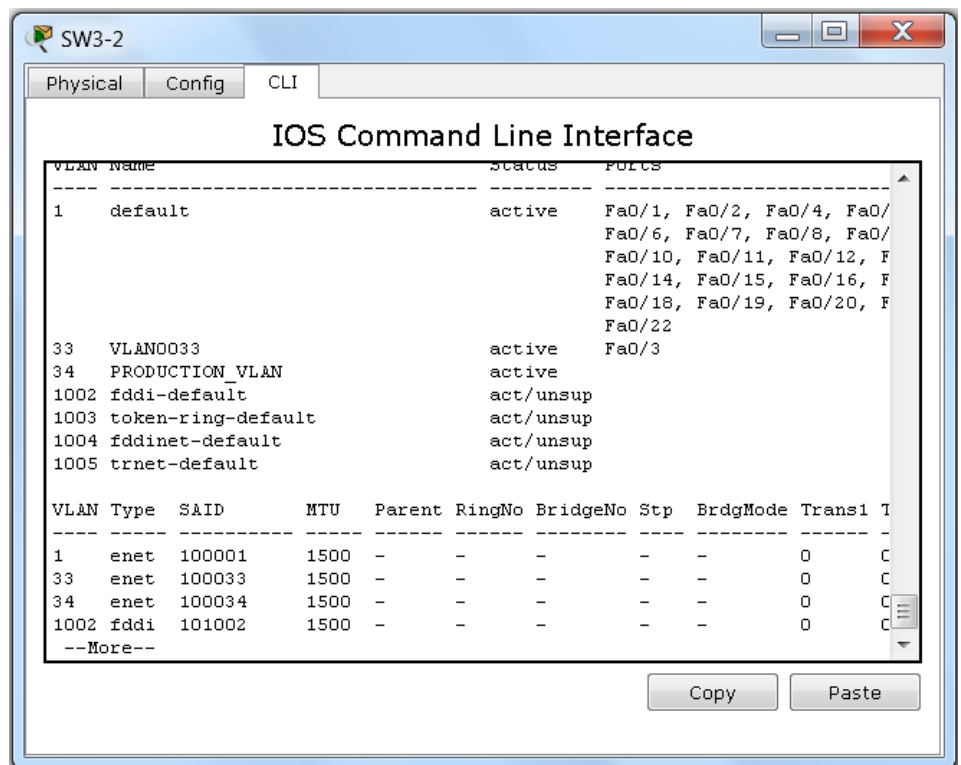 SW3-2
Physical Config CLI
IOS Command Line Interface
VLAN Name Status Ports
---- -------------------------------- --------- -------------------------
1 default active Fa0/1, Fa0/2, Fa0/4, Fa0/
Fa0/6, Fa0/7, Fa0/8, Fa0/
Fa0/10, Fa0/11, Fa0/12, F
Fa0/14, Fa0/15, Fa0/16, F
Fa0/18, Fa0/19, Fa0/20, F
Fa0/22
33 VLAN0033 active Fa0/3
34 PRODUCTION_VLAN active
1002 fddi-default act/unsup
1003 token-ring-default act/unsup
1004 fddinet-default act/unsup
1005 trnet-default act/unsup
VLAN Type SAID MTU Parent RingNo BridgeNo Stp BrdgMode Trans1 T
---- ----- ---------- ----- ------ ------ -------- ---- -------- ------ -
1 enet 100001 1500 - - - - - 0
33 enet 100033 1500 - - - - - 0
34 enet 100034 1500 - - - - - 0
1002 fddi 101002 1500 - - - - - 0
--More--
Copy Paste